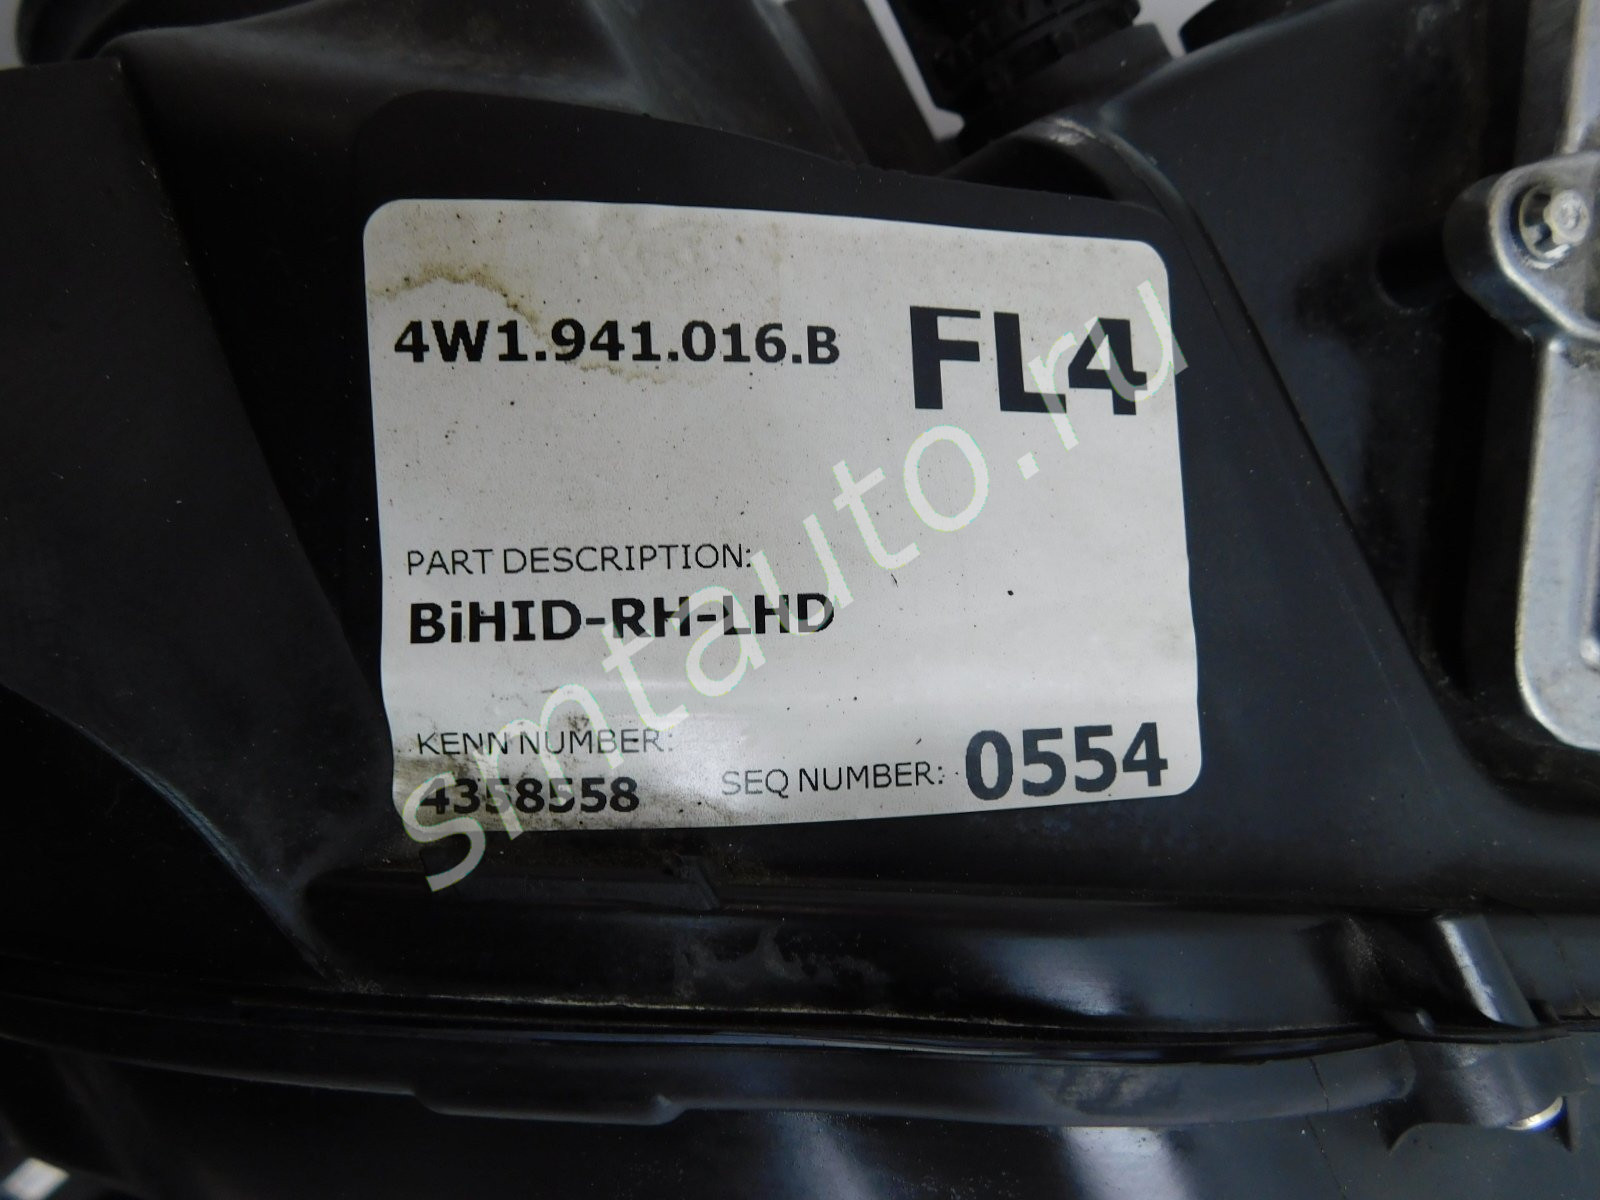 4W1.941.016.B
FL4
PART DESCRIPTION:
BiHID-RH-LHD
KENN NUMBER:
4358558
SEQ NUMBER: 0554
smtauto.ru